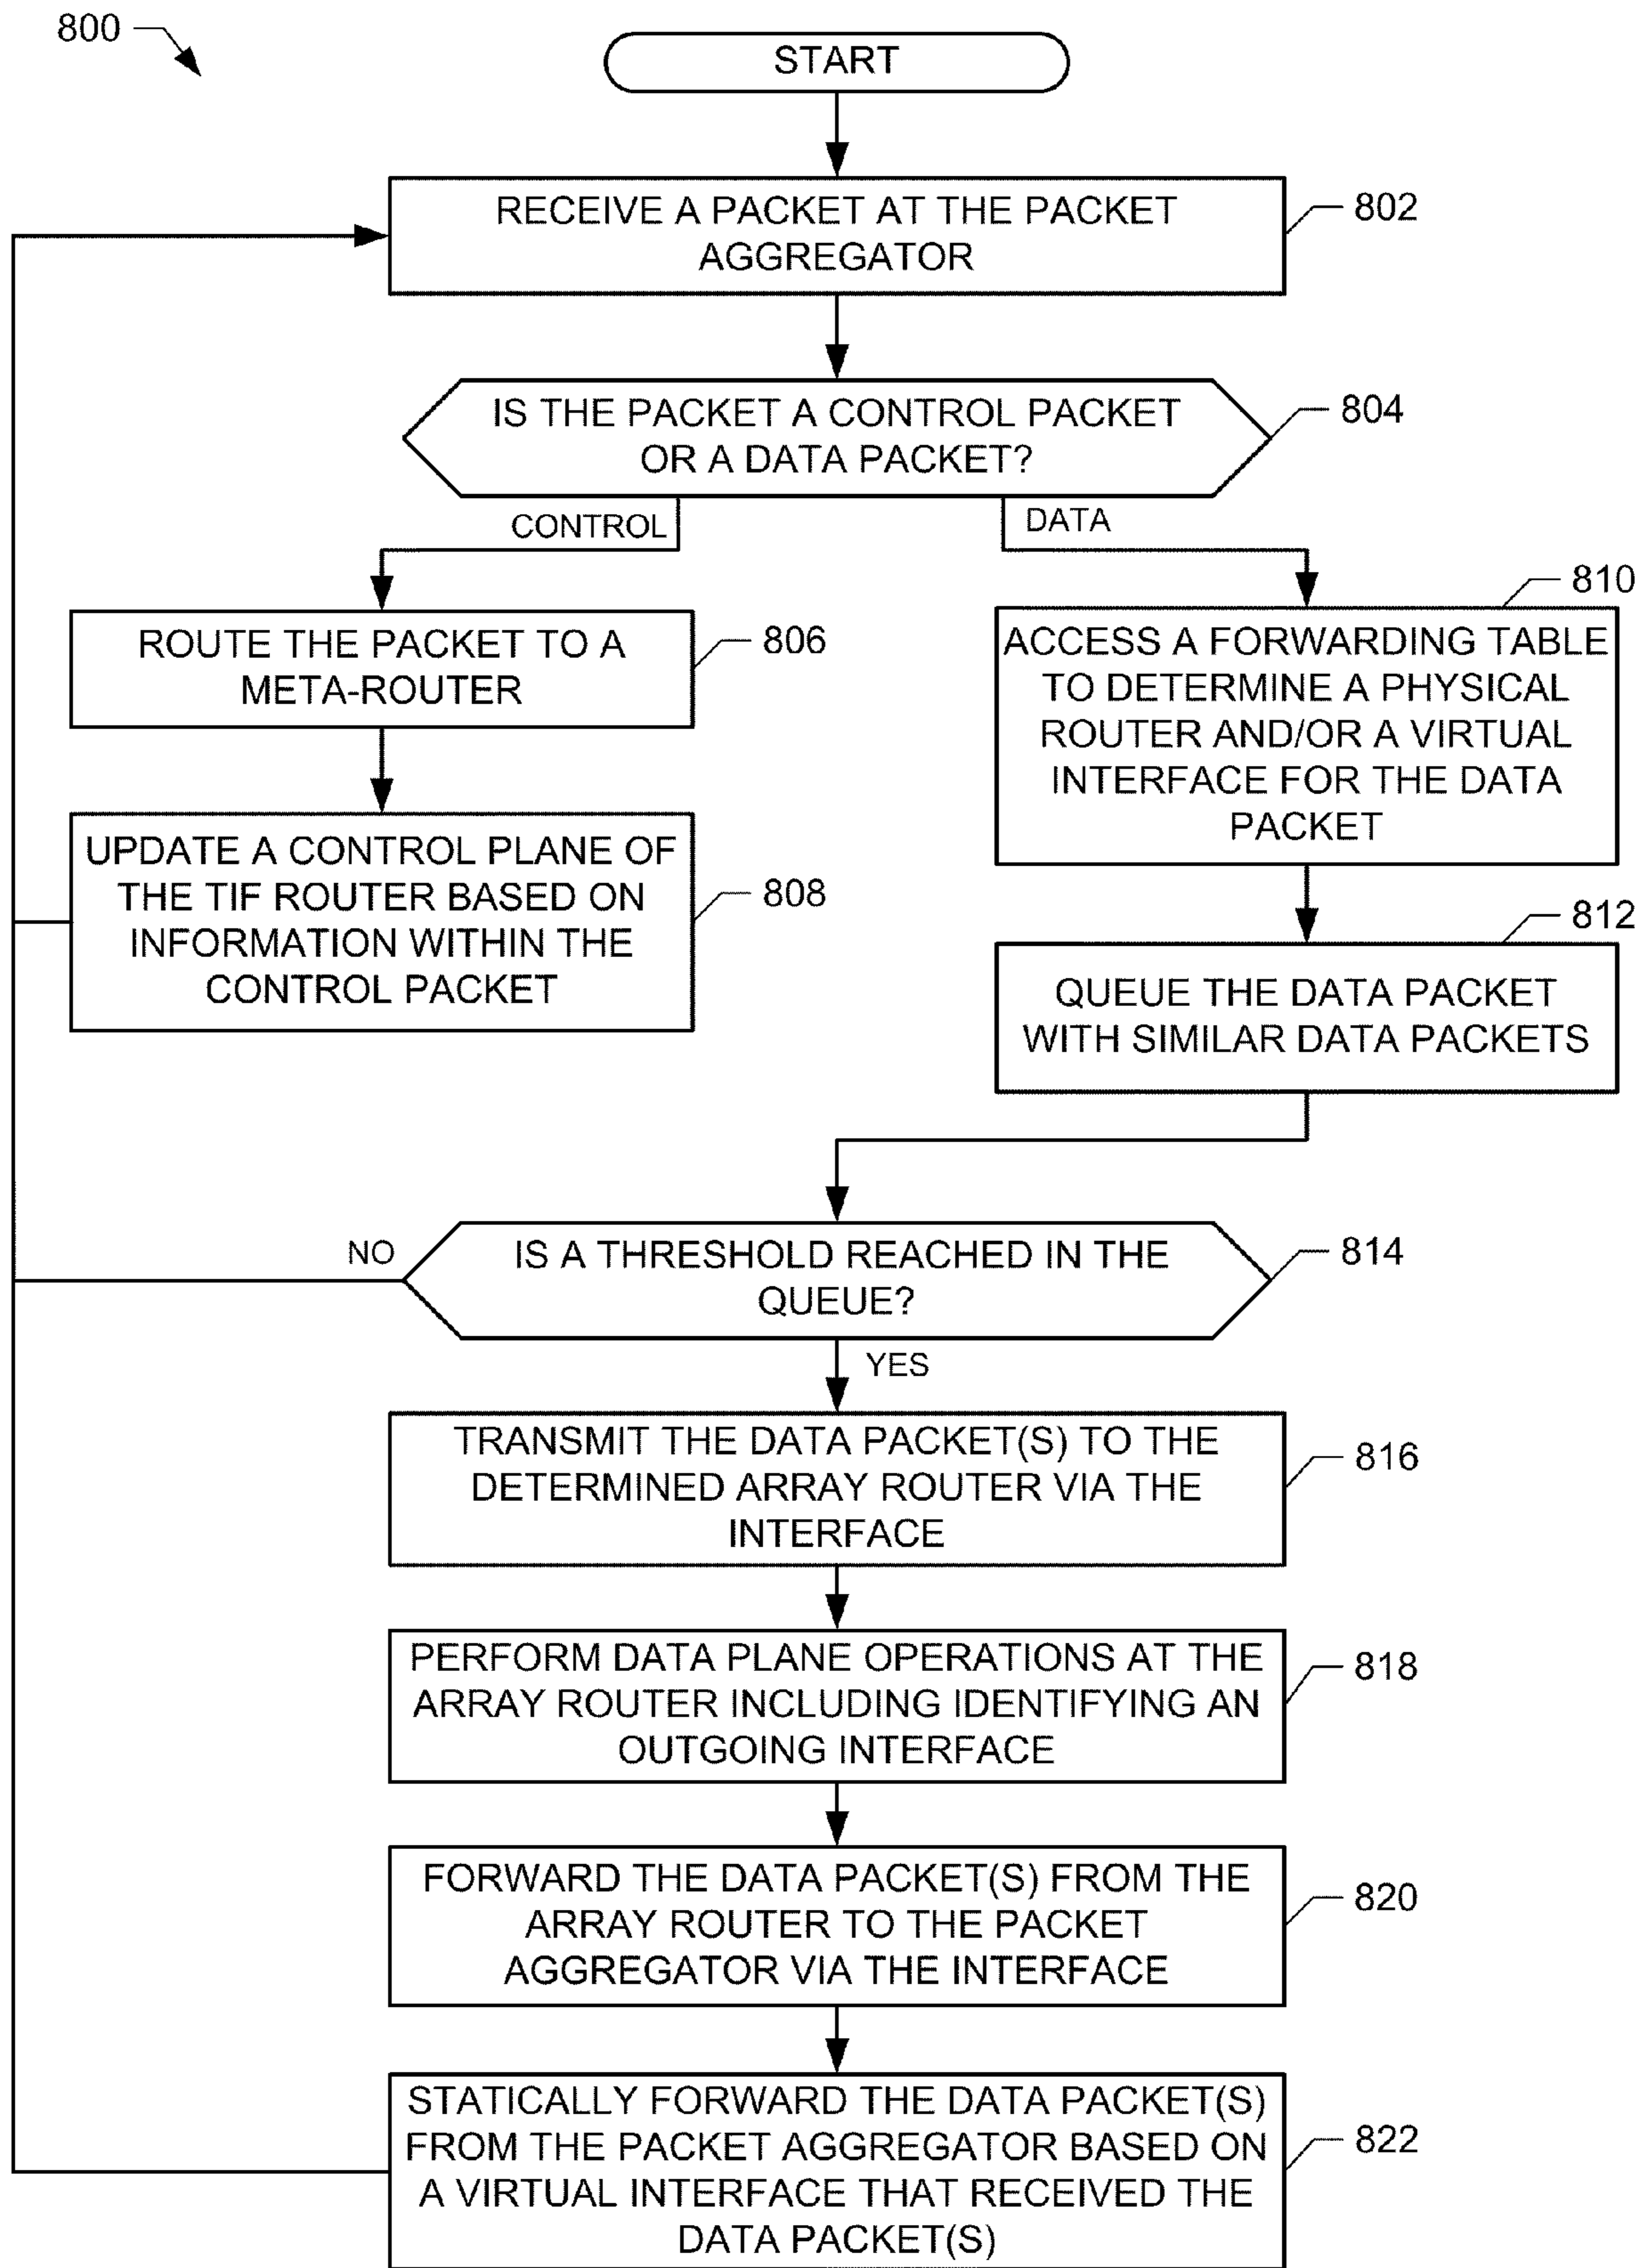 800
START
RECEIVE A PACKET AT THE PACKET
AGGREGATOR
802
IS THE PACKET A CONTROL PACKET
OR A DATA PACKET?
804
CONTROL
DATA
ROUTE THE PACKET TO A
META-ROUTER
806
UPDATE A CONTROL PLANE OF
THE TIF ROUTER BASED ON
INFORMATION WITHIN THE
CONTROL PACKET
808
810
ACCESS A FORWARDING TABLE
TO DETERMINE A PHYSICAL
ROUTER AND/OR A VIRTUAL
INTERFACE FOR THE DATA
PACKET
812
QUEUE THE DATA PACKET
WITH SIMILAR DATA PACKETS
NO
IS A THRESHOLD REACHED IN THE
QUEUE?
814
YES
TRANSMIT THE DATA PACKET(S) TO THE
DETERMINED ARRAY ROUTER VIA THE
INTERFACE
816
PERFORM DATA PLANE OPERATIONS AT THE
ARRAY ROUTER INCLUDING IDENTIFYING AN
OUTGOING INTERFACE
818
FORWARD THE DATA PACKET(S) FROM THE
ARRAY ROUTER TO THE PACKET
AGGREGATOR VIA THE INTERFACE
820
STATICALLY FORWARD THE DATA PACKET(S)
FROM THE PACKET AGGREGATOR BASED ON
A VIRTUAL INTERFACE THAT RECEIVED THE
DATA PACKET(S)
822